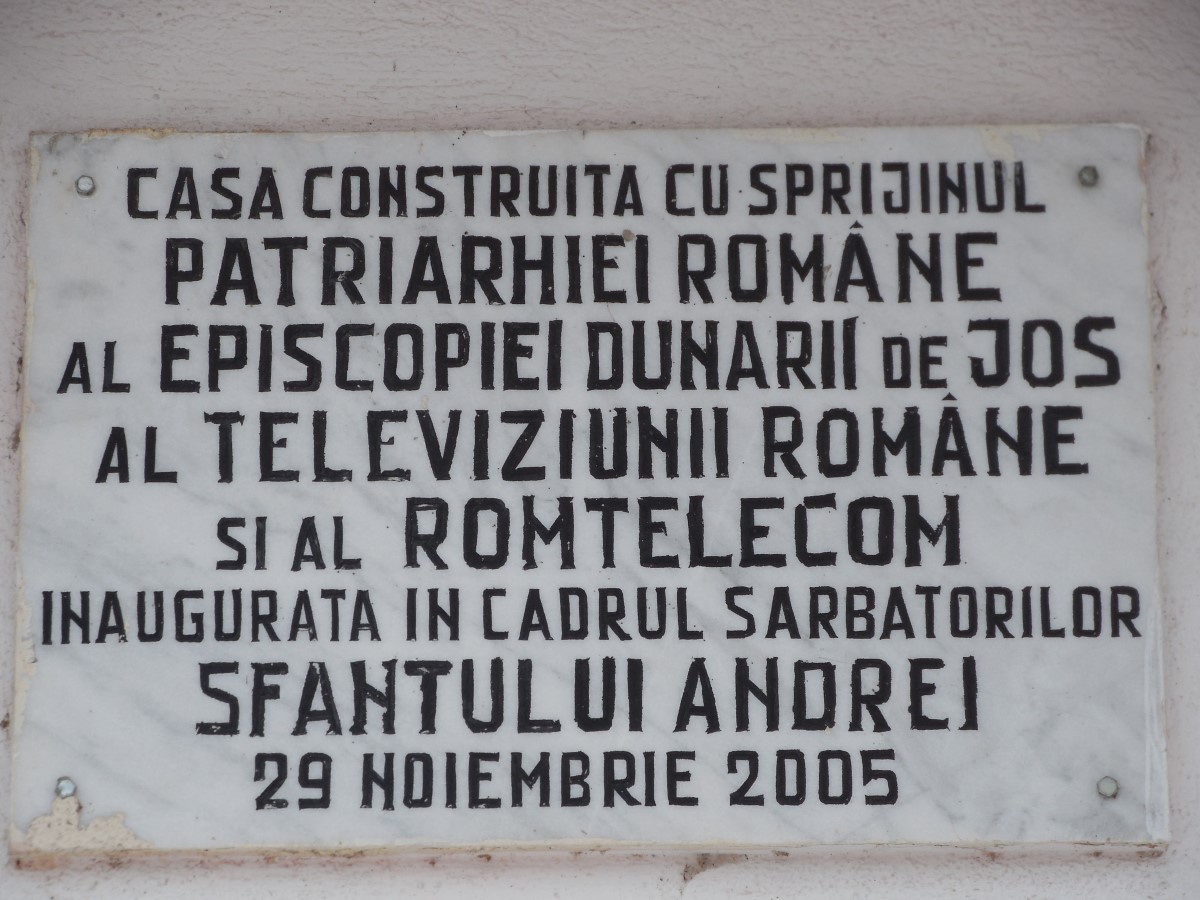 CASA CONSTRUITA CU SPRIJINUL
PATRIARHIEI ROMÂNE
AL EPISCOPIEI DUNARII DE JOS
AL TELEVIZIUNII ROMÂNE
SI AL ROMTELECOM
INAUGURATA IN CADRUL SARBATORILOR
SFANTULUI ANDREI
29 NOIEMBRIE 2005